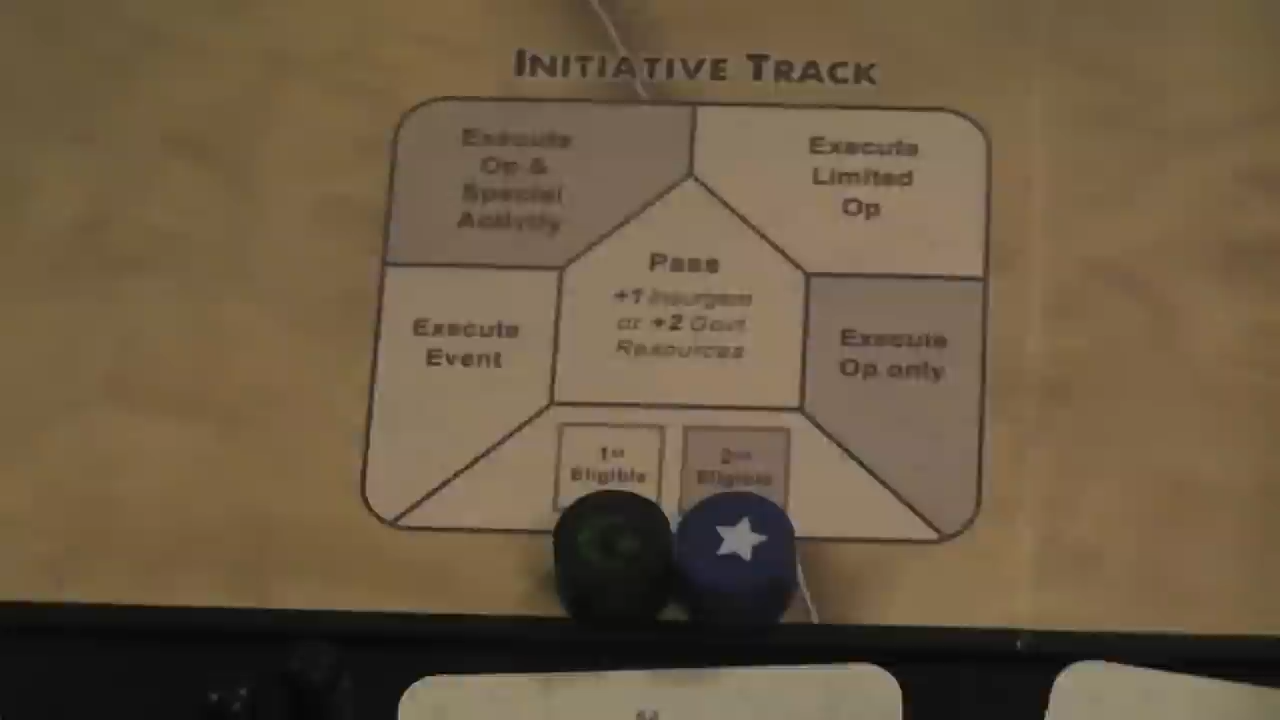 INITIATIVE TRACK
Execute
Op &
Special
Activity
Execute
Limited
Op
Pass
+1 Insurgent
or +2 Govt
Resources
Execute
Event
Execute
Op only
1st
Eligible
2nd
Eligible